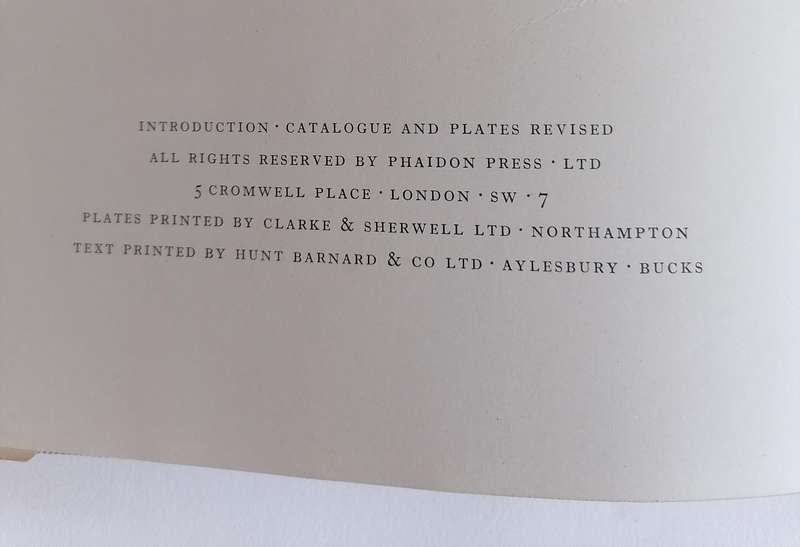 INTRODUCTION · CATALOGUE AND PLATES REVISED
ALL RIGHTS RESERVED BY PHAIDON PRESS · LTD
5 CROMWELL PLACE · LONDON · SW · 7
PLATES PRINTED BY CLARKE & SHERWELL LTD · NORTHAMPTON
TEXT PRINTED BY HUNT BARNARD & CO LTD · AYLESBURY · BUCKS